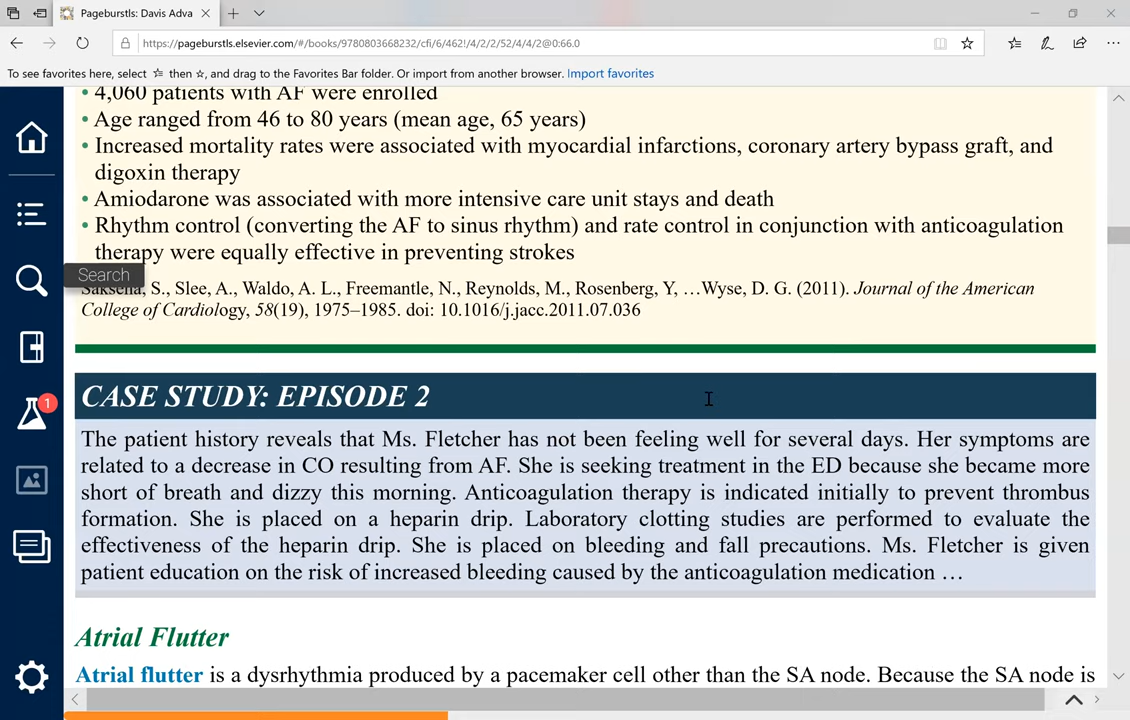 Pageburstls: Davis Adva
https://pageburstls.elsevier.com/#/books/9780803668232/cfi/6/462!/4/2/2/52/4/4/2@0:66.0
To see favorites here, select ☆ then ☆, and drag to the Favorites Bar folder. Or import from another browser. Import favorites
• 4,060 patients with AF were enrolled
• Age ranged from 46 to 80 years (mean age, 65 years)
• Increased mortality rates were associated with myocardial infarctions, coronary artery bypass graft, and
digoxin therapy
• Amiodarone was associated with more intensive care unit stays and death
• Rhythm control (converting the AF to sinus rhythm) and rate control in conjunction with anticoagulation
therapy were equally effective in preventing strokes
Search
Saksena, S., Slee, A., Waldo, A. L., Freemantle, N., Reynolds, M., Rosenberg, Y, …Wyse, D. G. (2011). Journal of the American
College of Cardiology, 58(19), 1975–1985. doi: 10.1016/j.jacc.2011.07.036
CASE STUDY: EPISODE 2
The patient history reveals that Ms. Fletcher has not been feeling well for several days. Her symptoms are
related to a decrease in CO resulting from AF. She is seeking treatment in the ED because she became more
short of breath and dizzy this morning. Anticoagulation therapy is indicated initially to prevent thrombus
formation. She is placed on a heparin drip. Laboratory clotting studies are performed to evaluate the
effectiveness of the heparin drip. She is placed on bleeding and fall precautions. Ms. Fletcher is given
patient education on the risk of increased bleeding caused by the anticoagulation medication …
1
Atrial Flutter
Atrial flutter is a dysrhythmia produced by a pacemaker cell other than the SA node. Because the SA node is